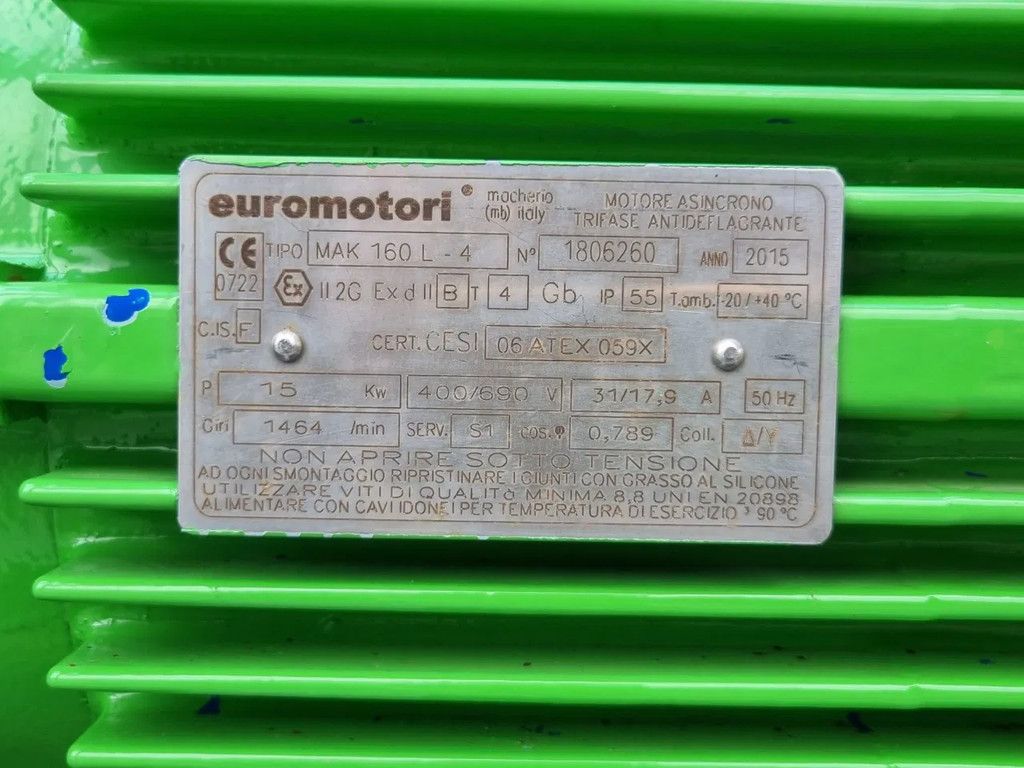 euromotori® macherio (mb) italy MOTORE ASINCRONO TRIFASE ANTIDEFLAGRANTE
CE 0722 TIPO MAK 160 L - 4 N° 1806260 ANNO 2015
Ex II 2G Ex d II B T 4 Gb IP 55 T.amb. -20 / +40 °C
C.IS. F CERT. CESI 06 ATEX 059X
P 15 Kw 400/690 V 31/17,9 A 50 Hz
Giri 1464 /min SERV. S1 cos.φ 0,789 Coll. Δ/Y
NON APRIRE SOTTO TENSIONE
AD OGNI SMONTAGGIO RIPRISTINARE I GIUNTI CON GRASSO AL SILICONE
UTILIZZARE VITI DI QUALITà MINIMA 8,8 UNI EN 20898
ALIMENTARE CON CAVI IDONEI PER TEMPERATURA DI ESERCIZIO ³ 90 °C